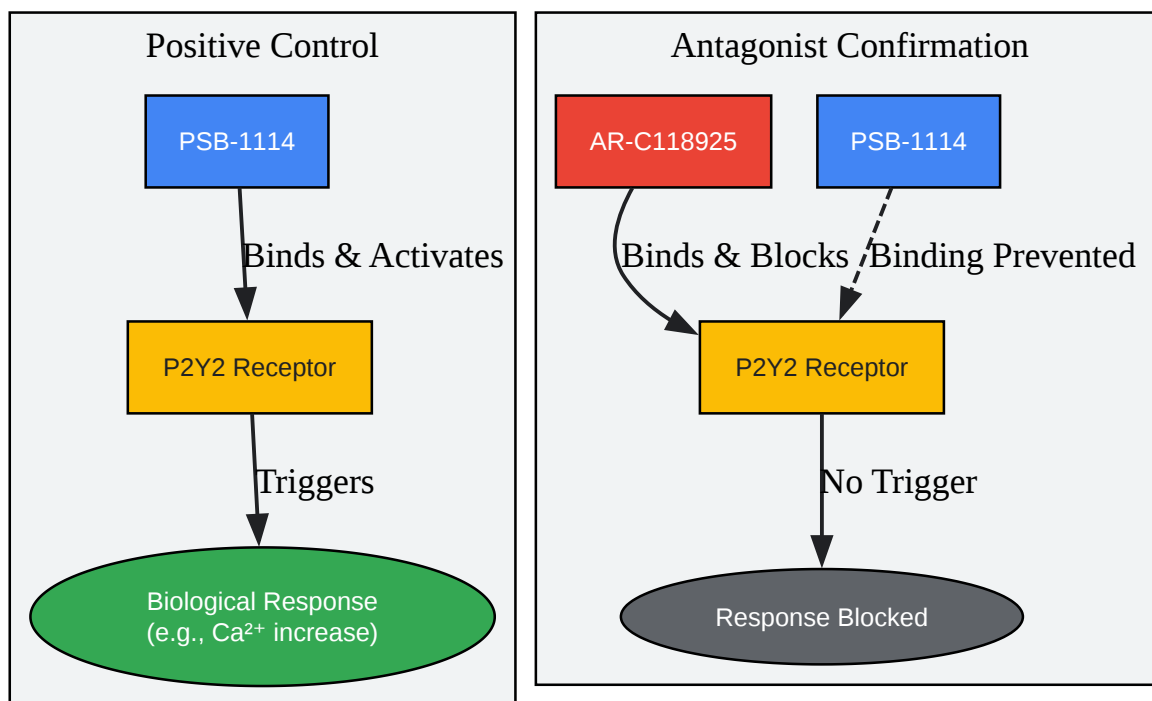 Positive Control
PSB-1114
Binds & Activates
P2Y2 Receptor
Triggers
Biological Response
(e.g., Ca²⁺ increase)
Antagonist Confirmation
AR-C118925
PSB-1114
Binds & Blocks
Binding Prevented
P2Y2 Receptor
No Trigger
Response Blocked